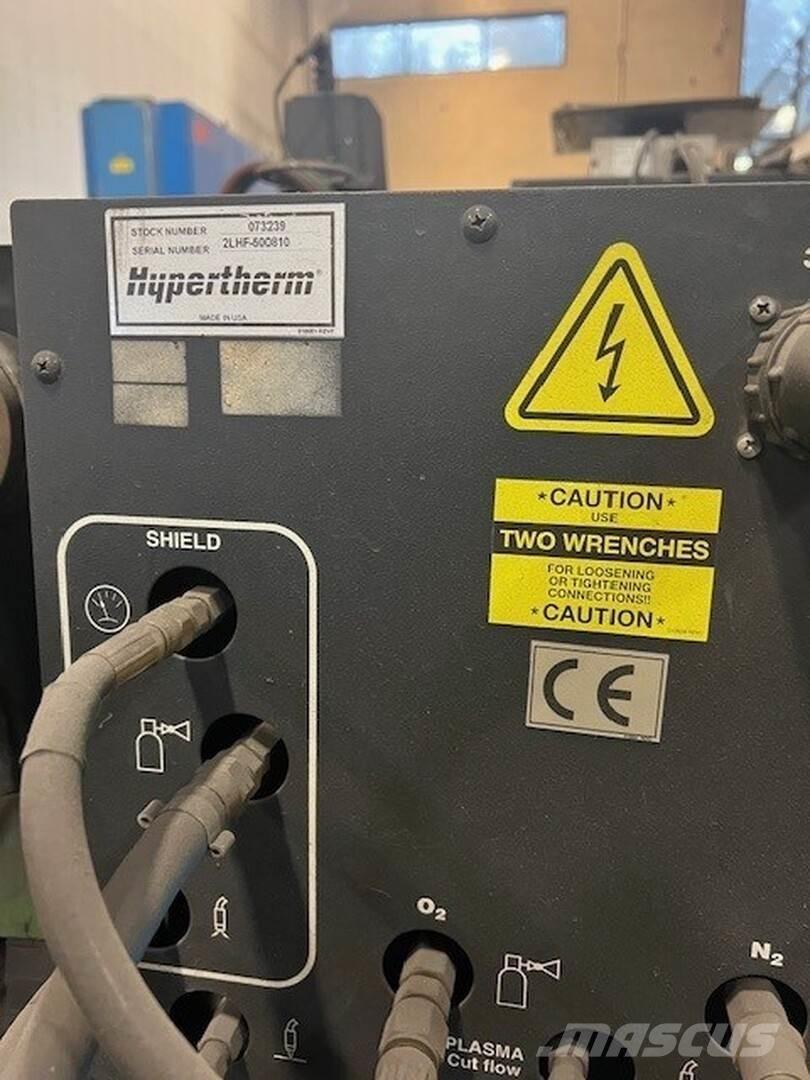 STOCK NUMBER 073239
SERIAL NUMBER 2LHF-500810
Hypertherm®
MADE IN USA
SHIELD
*CAUTION*
USE
TWO WRENCHES
FOR LOOSENING
OR TIGHTENING
CONNECTIONS!!
*CAUTION*
CE
O₂
N₂
PLASMA
Cut flow
MASCUS